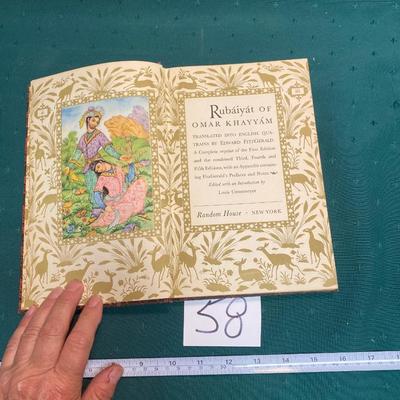 Rubáiyát OF
OMAR KHAYYÁM
TRANSLATED INTO ENGLISH QUA-
TRAINS BY EDWARD FITZGERALD
A Complete reprint of the First Edition
and the combined Third, Fourth and
Fifth Editions, with an Appendix contain-
ing Fitzgerald's Prefaces and Notes
Edited with an Introduction by
Louis Untermeyer
Random House · NEW YORK
58
7 8 9 10 11 12 13 14 15 16 17